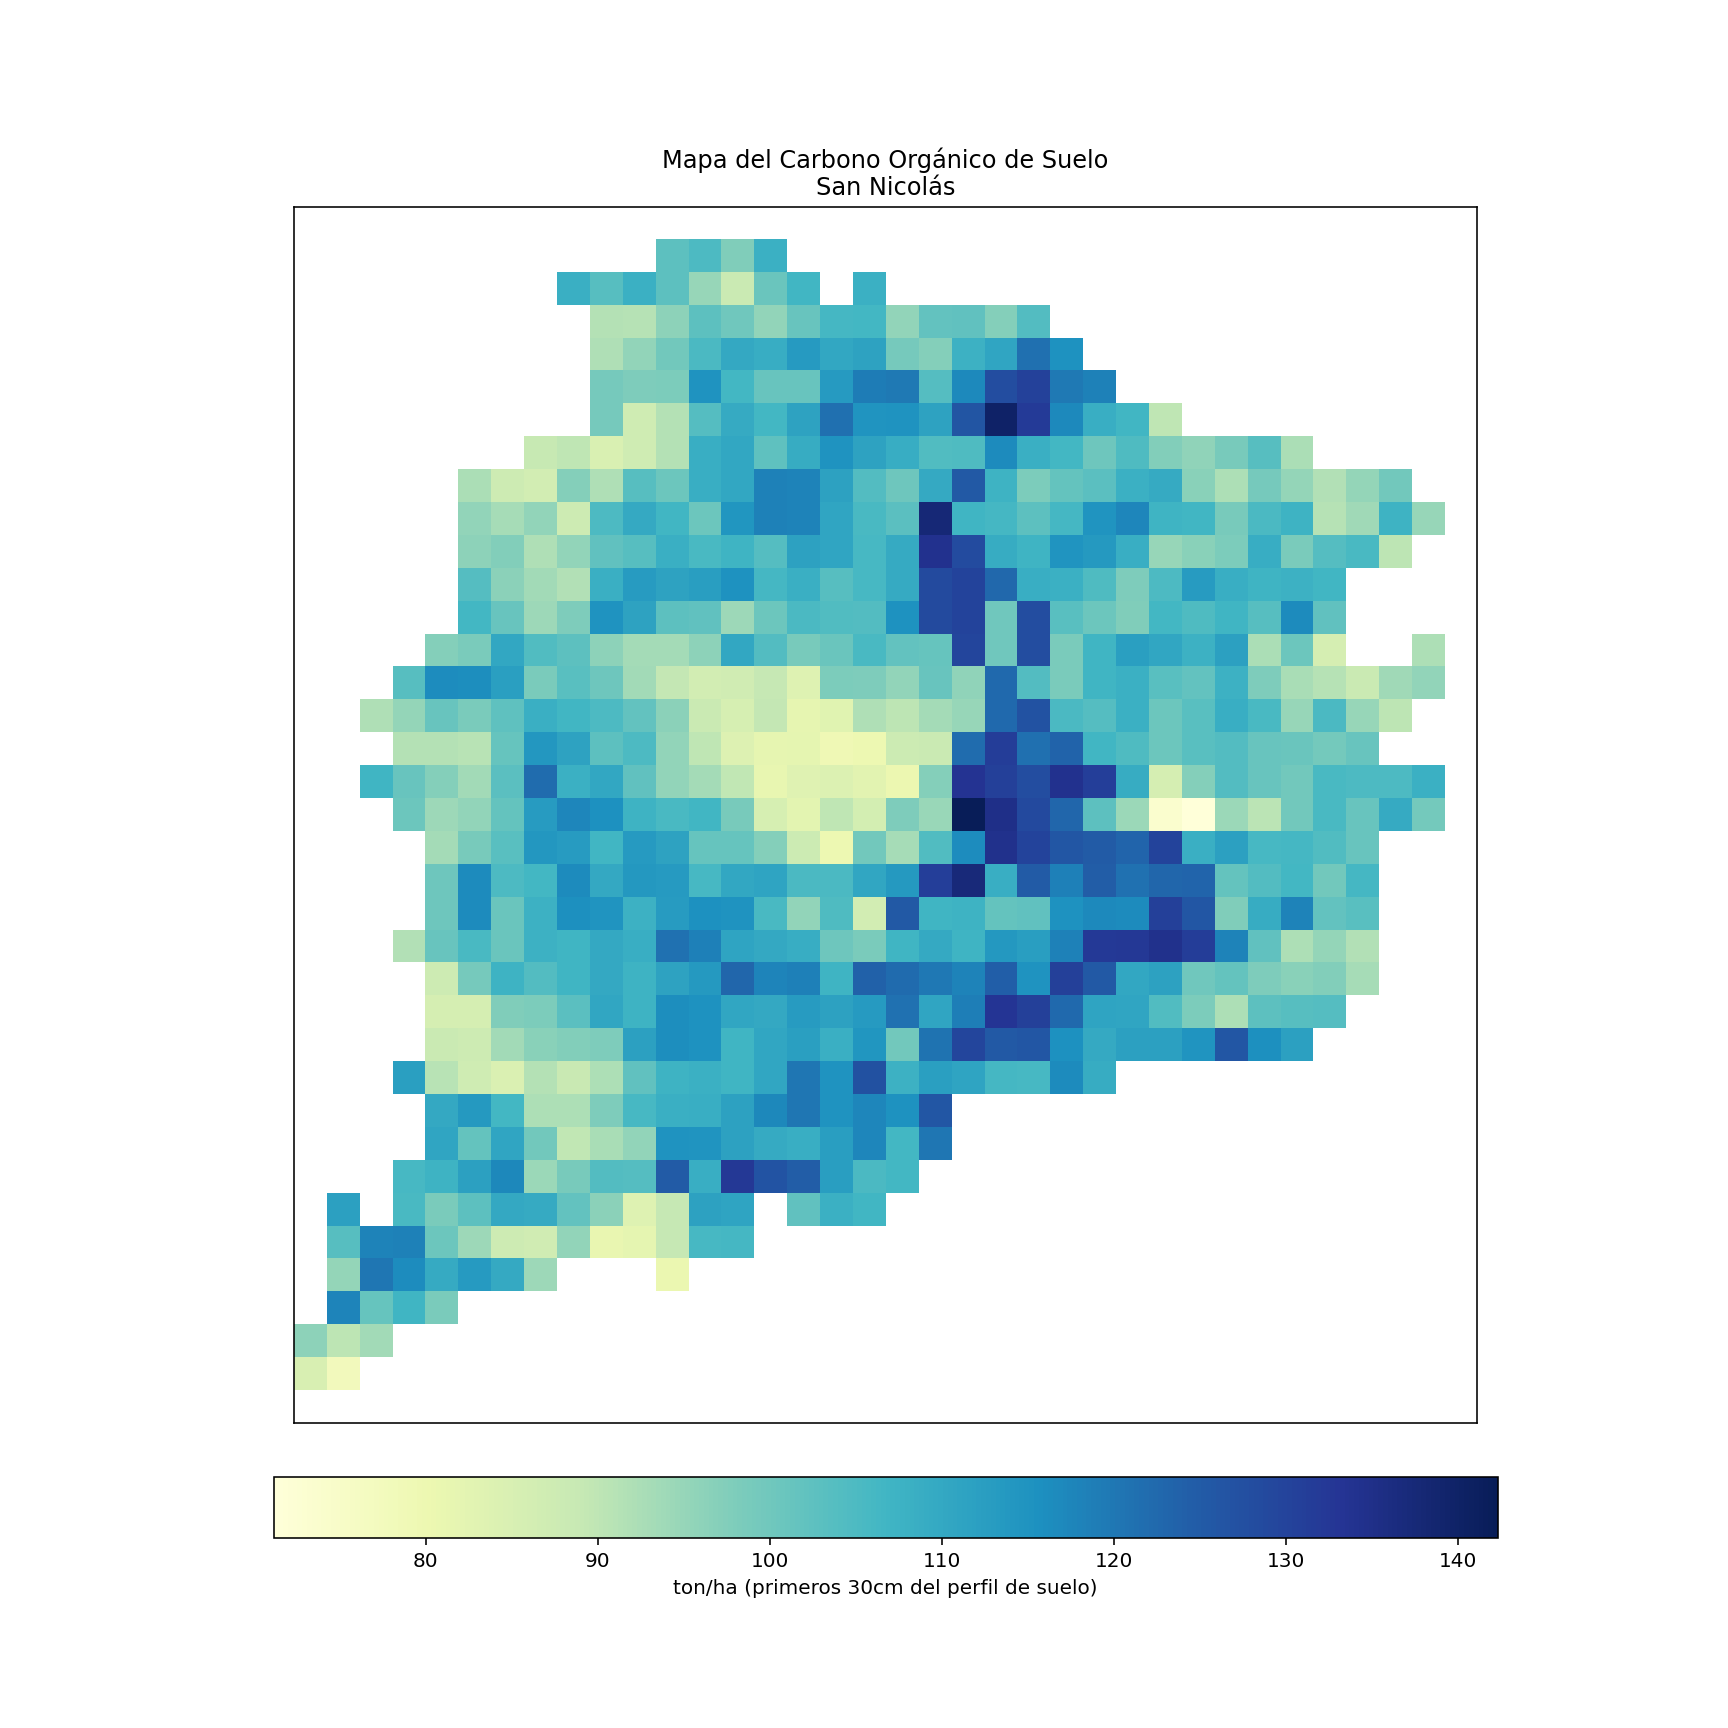 Mapa del Carbono Orgánico de Suelo
San Nicolás
80 90 100 110 120 130 140
ton/ha (primeros 30cm del perfil de suelo)